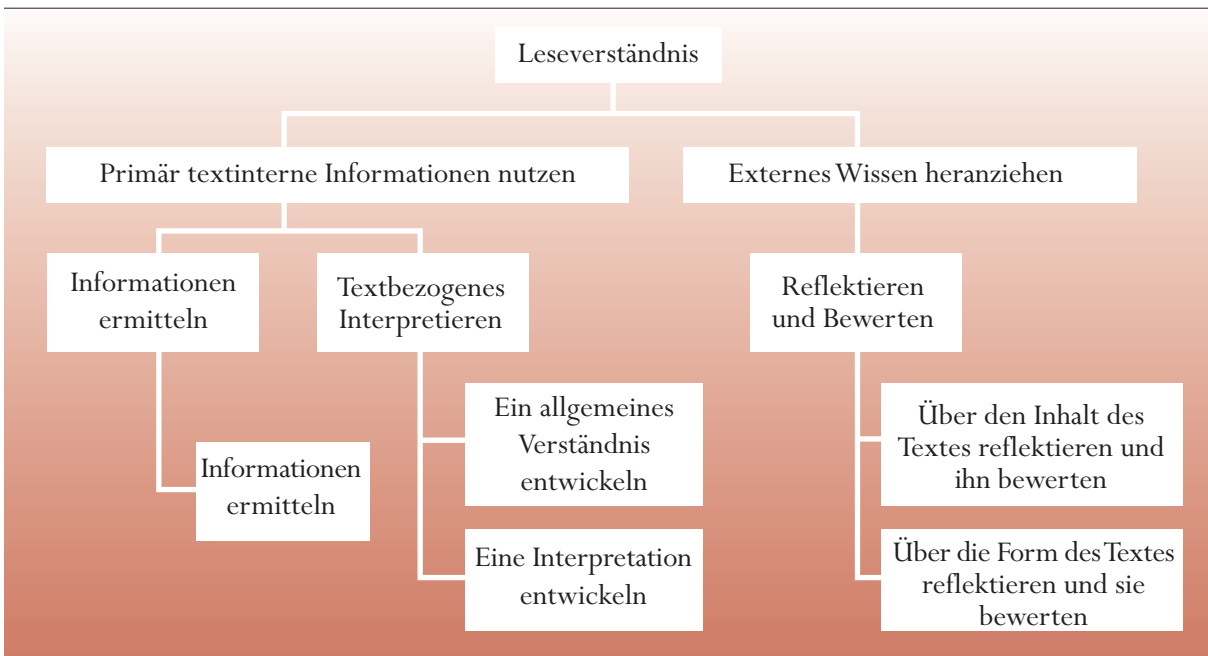 Leseverständnis
Primär textinterne Informationen nutzen
Externes Wissen heranziehen
Informationen
ermitteln
Textbezogenes
Interpretieren
Reflektieren
und Bewerten
Informationen
ermitteln
Ein allgemeines
Verständnis
entwickeln
Eine Interpretation
entwickeln
Über den Inhalt des
Textes reflektieren und
ihn bewerten
Über die Form des Textes
reflektieren und sie
bewerten